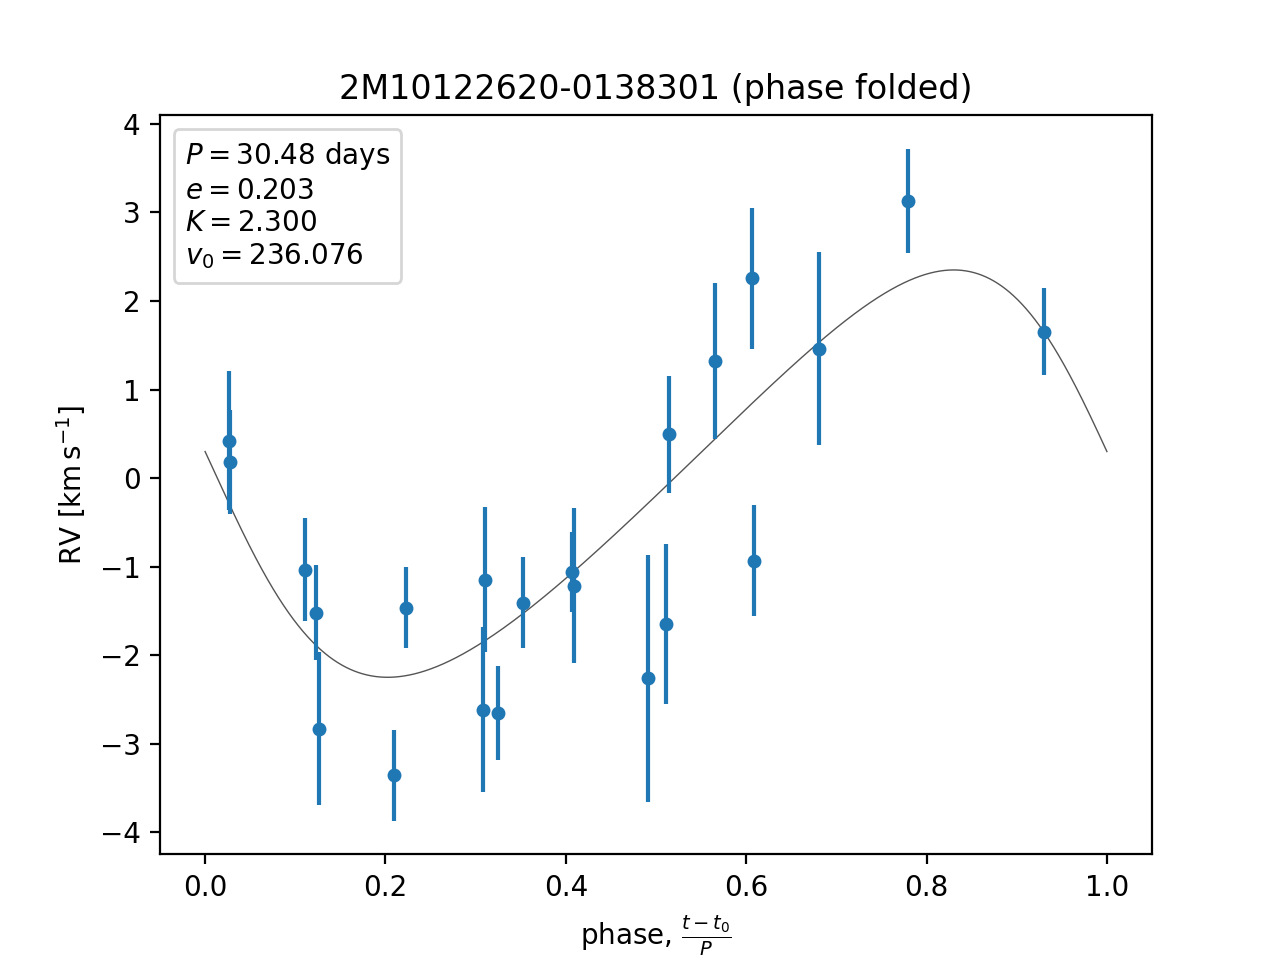 2M10122620-0138301 (phase folded)
P = 30.48 days
e = 0.203
K = 2.300
v₀ = 236.076
4
3
2
1
0
−1
−2
−3
−4
RV [km s⁻¹]
0.0 0.2 0.4 0.6 0.8 1.0
phase, (t − t₀)/P